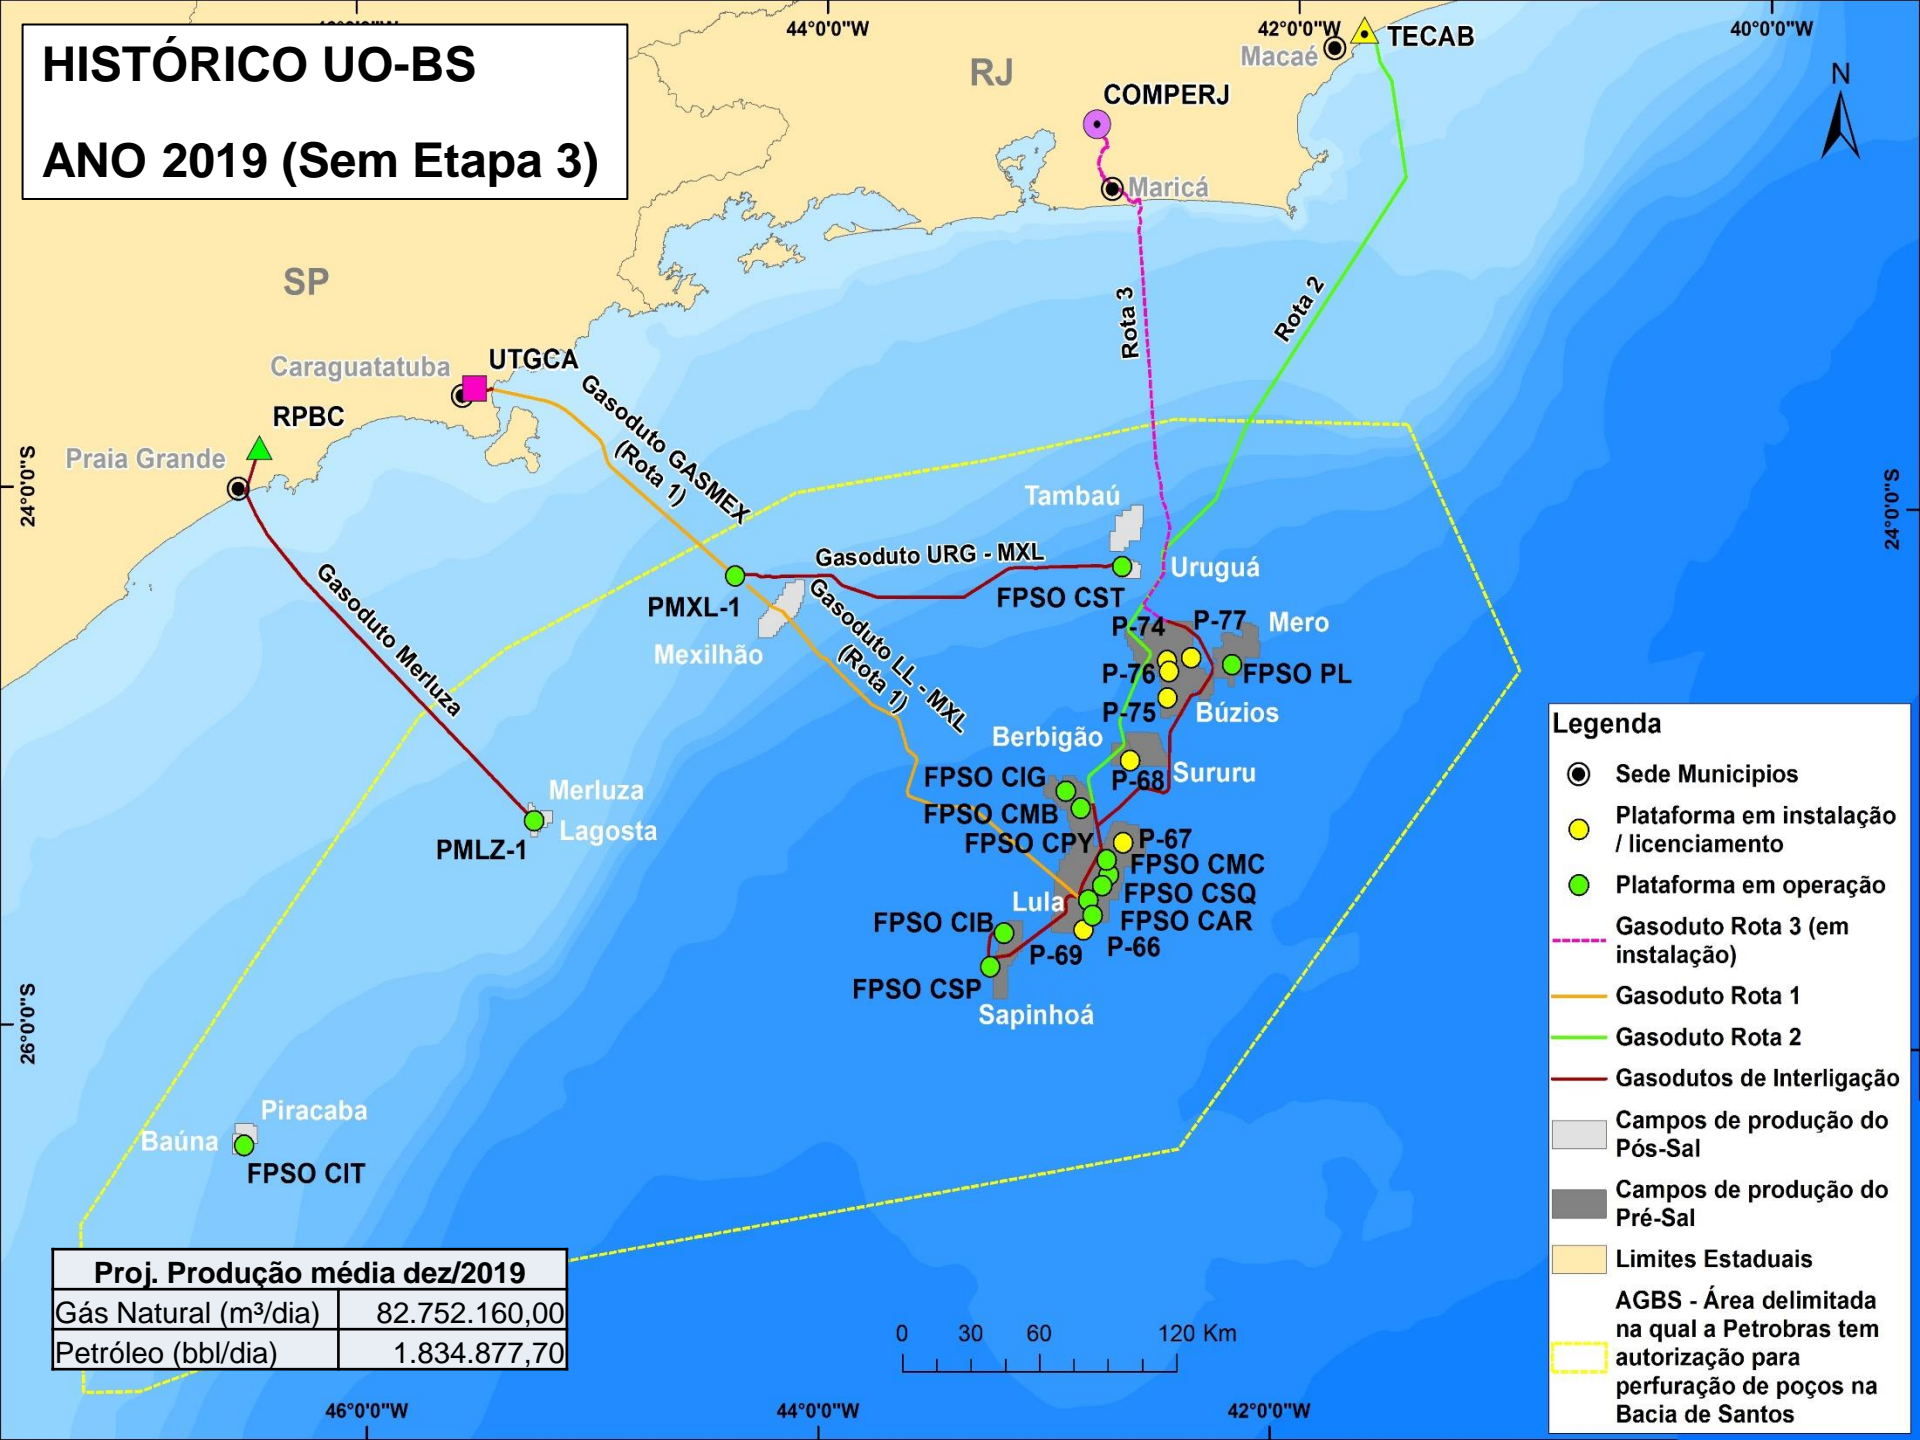 HISTÓRICO UO-BS
ANO 2019 (Sem Etapa 3)
44°0'0"W
42°0'0"W
40°0'0"W
TECAB
Macaé
RJ
N
COMPERJ
Maricá
SP
Rota 3
Rota 2
Caraguatatuba
UTGCA
RPBC
Praia Grande
Gasoduto GASMEX
(Rota 1)
24°0'0"S
24°0'0"S
Tambaú
Gasoduto URG - MXL
Uruguá
FPSO CST
PMXL-1
Mexilhão
Gasoduto LL - MXL
(Rota 1)
Gasoduto Merluza
P-74
P-77
Mero
P-76
FPSO PL
P-75
Búzios
Berbigão
FPSO CIG
P-68
Sururu
FPSO CMB
FPSO CPY
P-67
FPSO CMC
FPSO CSQ
Lula
FPSO CAR
FPSO CIB
P-69
P-66
FPSO CSP
Sapinhoá
Merluza
Lagosta
PMLZ-1
26°0'0"S
Piracaba
Baúna
FPSO CIT
Legenda
Sede Municipios
Plataforma em instalação
/ licenciamento
Plataforma em operação
Gasoduto Rota 3 (em
instalação)
Gasoduto Rota 1
Gasoduto Rota 2
Gasodutos de Interligação
Campos de produção do
Pós-Sal
Campos de produção do
Pré-Sal
Limites Estaduais
AGBS - Área delimitada
na qual a Petrobras tem
autorização para
perfuração de poços na
Bacia de Santos
Proj. Produção média dez/2019
Gás Natural (m³/dia) 82.752.160,00
Petróleo (bbl/dia) 1.834.877,70
0 30 60 120 Km
46°0'0"W
44°0'0"W
42°0'0"W